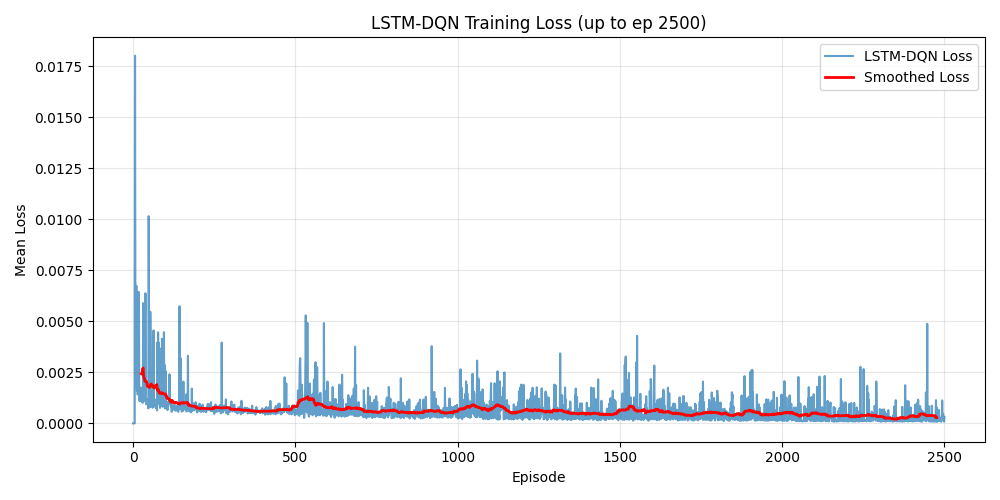 LSTM-DQN Training Loss (up to ep 2500)
LSTM-DQN Loss
Smoothed Loss
Mean Loss
0.0175
0.0150
0.0125
0.0100
0.0075
0.0050
0.0025
0.0000
0 500 1000 1500 2000 2500
Episode